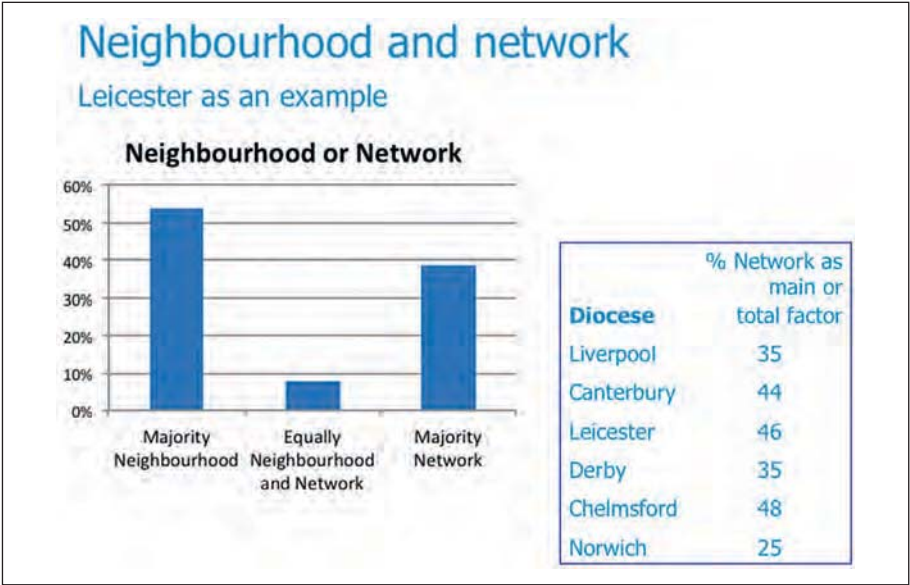 Neighbourhood and network
Leicester as an example
Neighbourhood or Network
60%
50%
40%
30%
20%
10%
0%
Majority
Neighbourhood
Equally
Neighbourhood
and Network
Majority
Network
% Network as
main or
Diocese total factor
Liverpool 35
Canterbury 44
Leicester 46
Derby 35
Chelmsford 48
Norwich 25